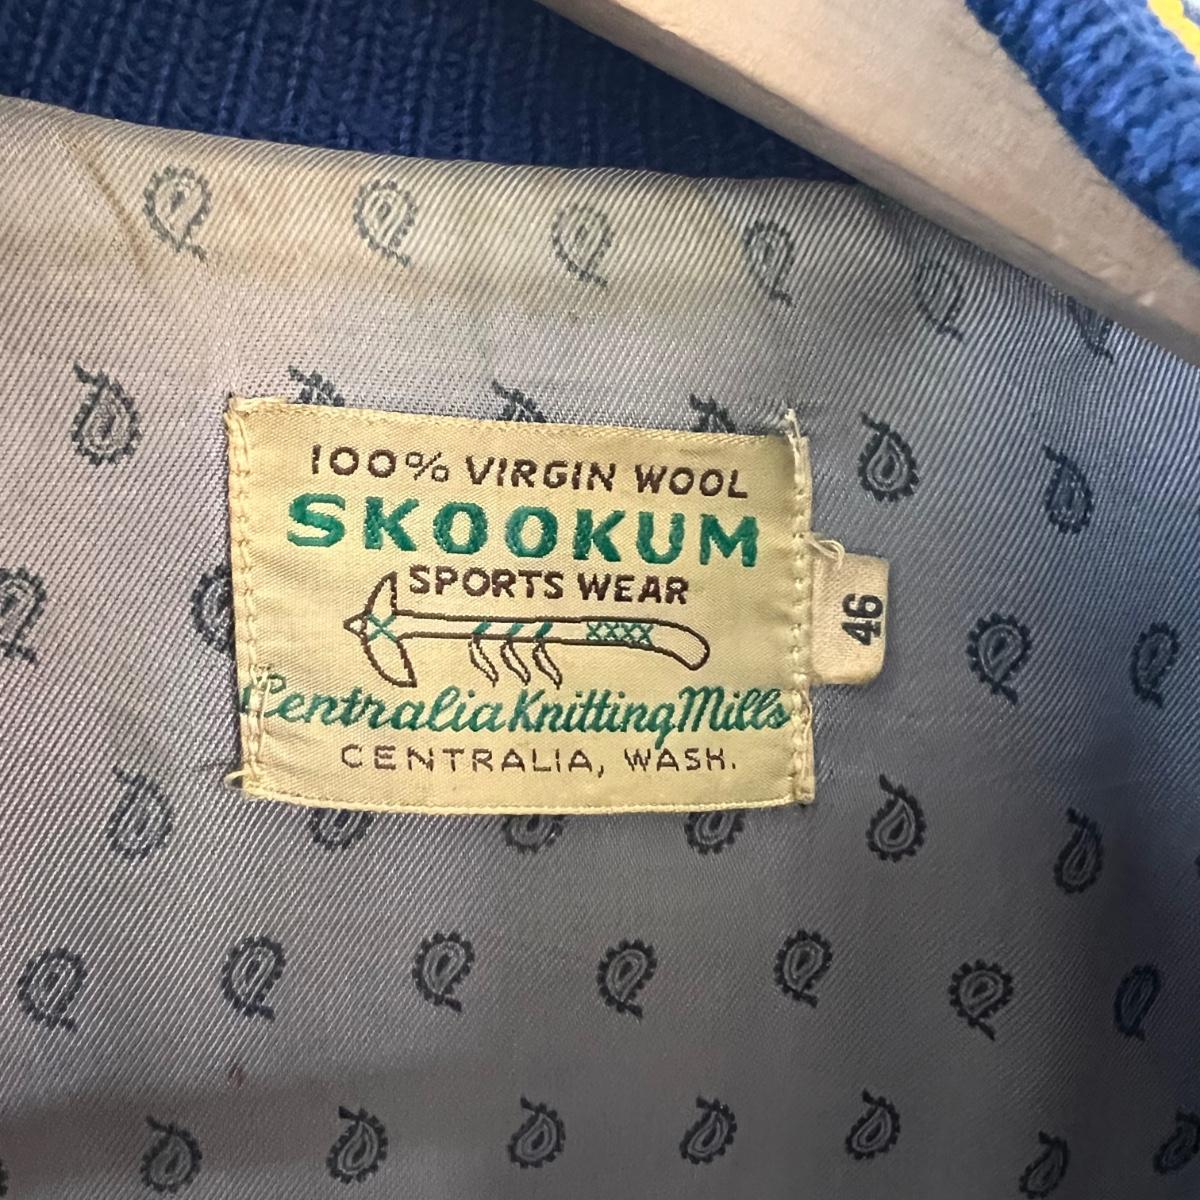 100% VIRGIN WOOL
SKOOKUM
SPORTS WEAR
Centralia Knitting Mills
CENTRALIA, WASH.
46